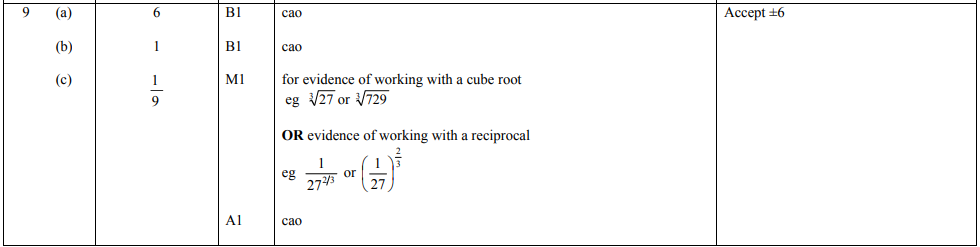 9 (a) 6 B1 cao Accept ±6
(b) 1 B1 cao
(c) 1/9 M1 for evidence of working with a cube root
eg ∛27 or ∛729
OR evidence of working with a reciprocal
eg 1/27^(2/3) or (1/27)^(2/3)
A1 cao